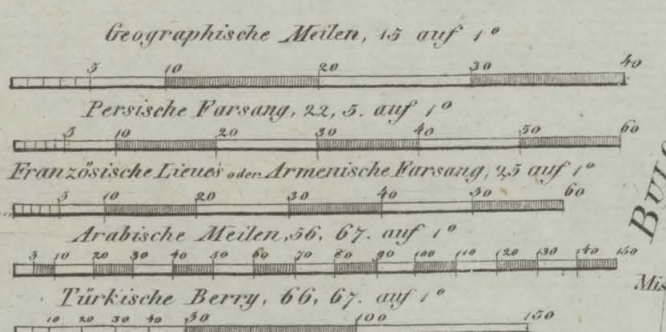 Geographische Meilen, 15 auf 1°
5 10 20 30 40
Persische Farsang, 22, 5. auf 1°
5 10 20 30 40 50 60
Französische Lieues oder Armenische Farsang, 25 auf 1°
5 10 20 30 40 50 60
Arabische Meilen, 56, 67. auf 1°
5 10 20 30 40 50 60 70 80 90 100 110 120 130 140 150
Türkische Berry, 66, 67. auf 1°
10 20 30 40 50 100 150
BULG
Mis